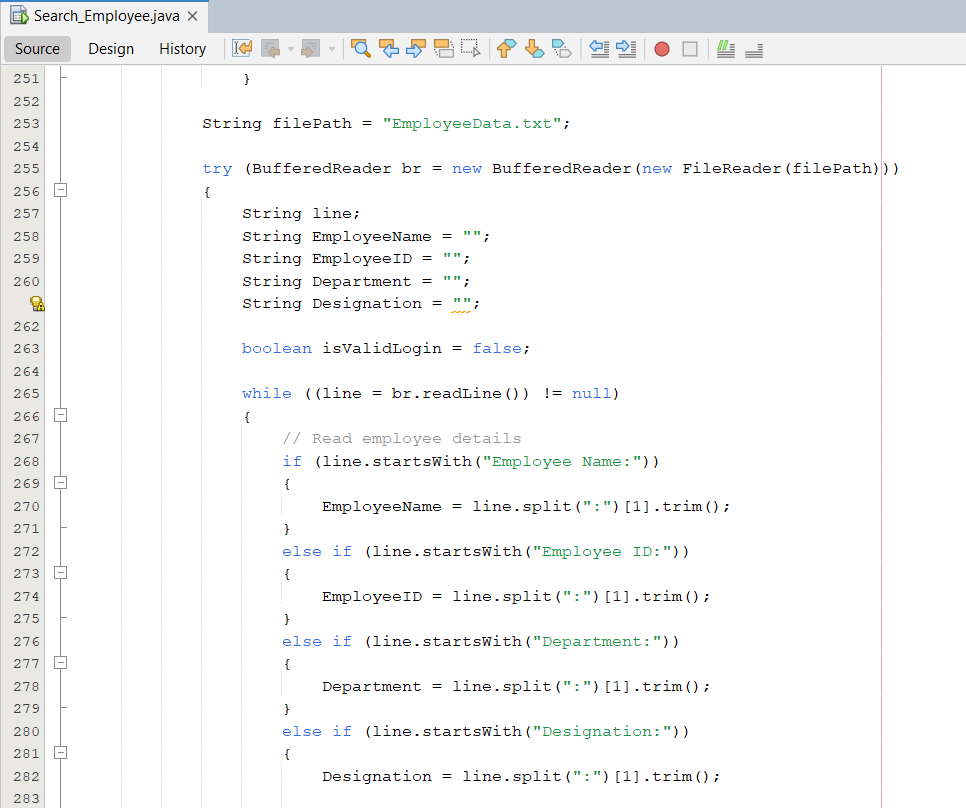 Search_Employee.java
Source Design History
251 }
252
253 String filePath = "EmployeeData.txt";
254
255 try (BufferedReader br = new BufferedReader(new FileReader(filePath)))
256 {
257 String line;
258 String EmployeeName = "";
259 String EmployeeID = "";
260 String Department = "";
String Designation = "";
262
263 boolean isValidLogin = false;
264
265 while ((line = br.readLine()) != null)
266 {
267 // Read employee details
268 if (line.startsWith("Employee Name:"))
269 {
270 EmployeeName = line.split(":")[1].trim();
271 }
272 else if (line.startsWith("Employee ID:"))
273 {
274 EmployeeID = line.split(":")[1].trim();
275 }
276 else if (line.startsWith("Department:"))
277 {
278 Department = line.split(":")[1].trim();
279 }
280 else if (line.startsWith("Designation:"))
281 {
282 Designation = line.split(":")[1].trim();
283